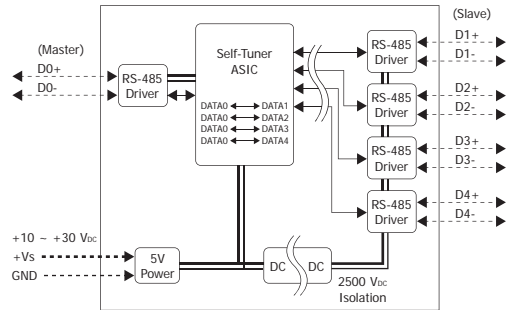 (Master)
D0+
D0-
RS-485
Driver
Self-Tuner
ASIC
DATA0 DATA1
DATA0 DATA2
DATA0 DATA3
DATA0 DATA4
(Slave)
RS-485
Driver
D1+
D1-
RS-485
Driver
D2+
D2-
RS-485
Driver
D3+
D3-
RS-485
Driver
D4+
D4-
+10 ~ +30 VDC
+Vs
GND
5V
Power
DC DC
2500 VDC
Isolation